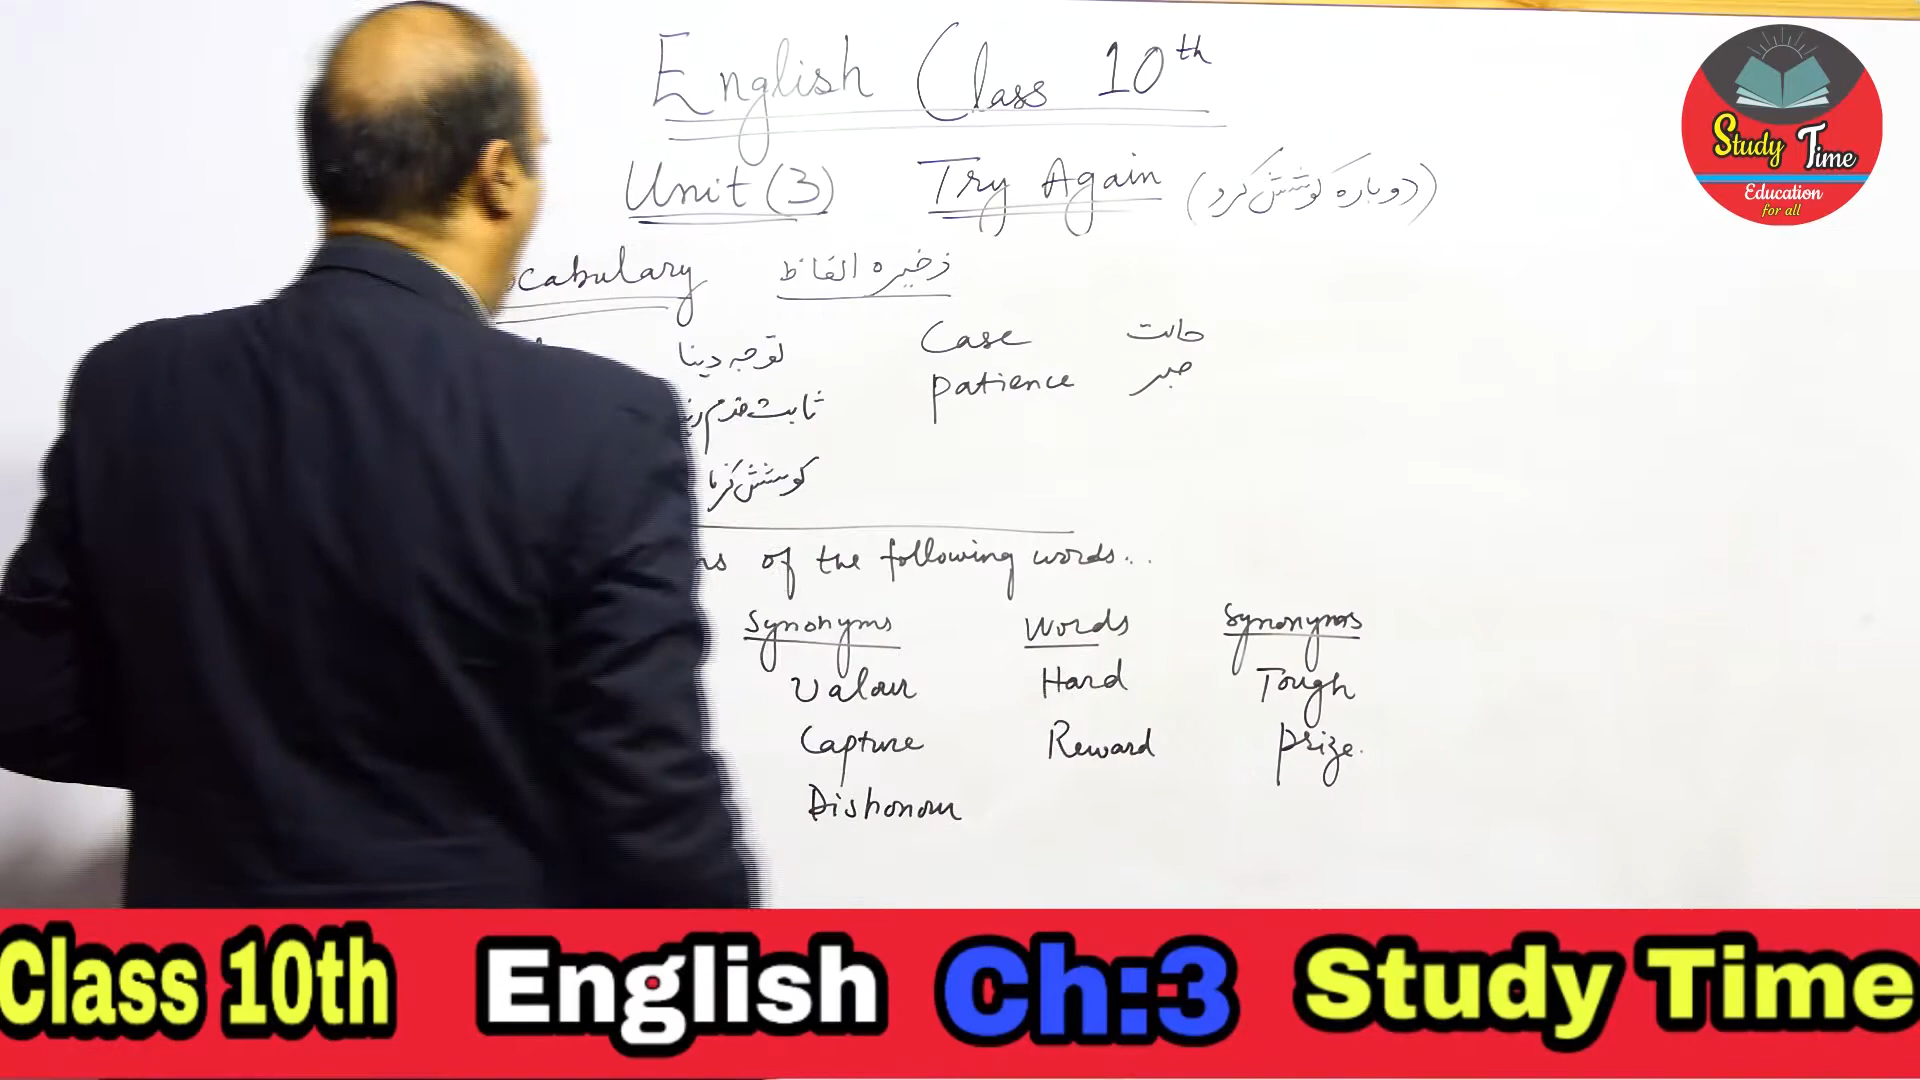 English Class 10th
Unit (3) Try Again (دوبارہ کوشش کرو)
ocabulary ذخیرہ الفاظ
توجہ دینا Case حالت
ثابت قدم patience صبر
کوشش کرنا
ns of the following words...
Synonyms Words Synonyms
Valour Hard Tough
Capture Reward Prize.
Dishonour
Study Time
Education
for all
Class 10th English Ch:3 Study Time